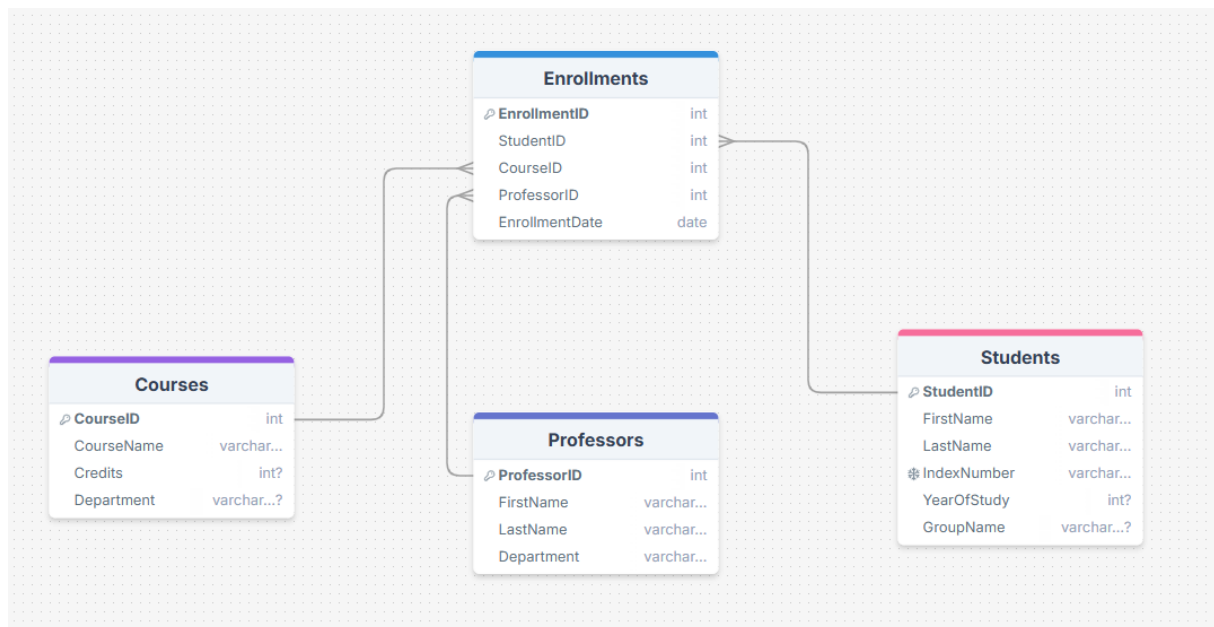 Enrollments
EnrollmentID int
StudentID int
CourseID int
ProfessorID int
EnrollmentDate date
Courses
CourseID int
CourseName varchar...
Credits int?
Department varchar...?
Professors
ProfessorID int
FirstName varchar...
LastName varchar...
Department varchar...
Students
StudentID int
FirstName varchar...
LastName varchar...
IndexNumber varchar...
YearOfStudy int?
GroupName varchar...?